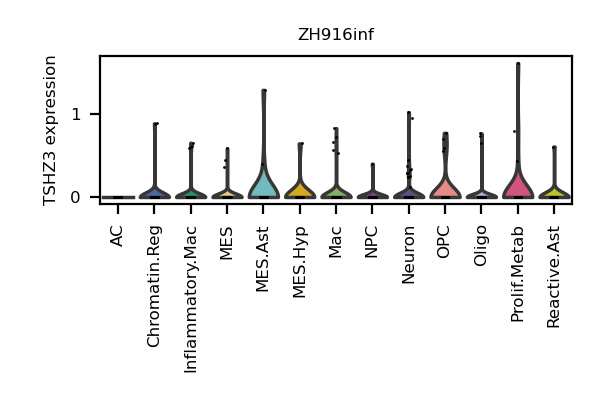 ZH916inf
TSHZ3 expression
1
0
AC
Chromatin.Reg
Inflammatory.Mac
MES
MES.Ast
MES.Hyp
Mac
NPC
Neuron
OPC
Oligo
Prolif.Metab
Reactive.Ast